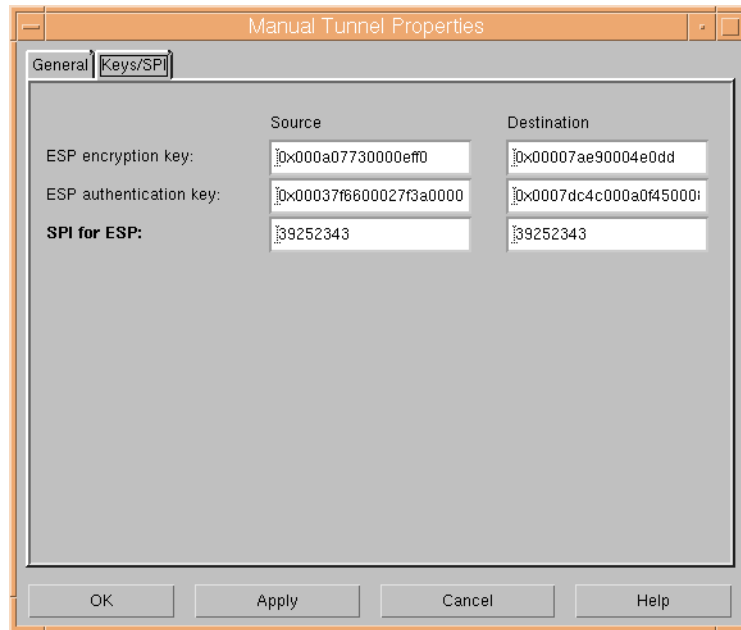 Manual Tunnel Properties
General Keys/SPI
Source Destination
ESP encryption key: 0x000a07730000eff0 0x00007ae90004e0dd
ESP authentication key: 0x00037f6600027f3a0000 0x0007dc4c000a0f45000
SPI for ESP: 39252343 39252343
OK Apply Cancel Help